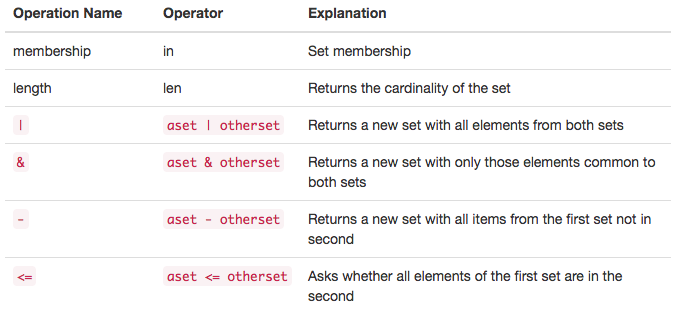 Operation Name Operator Explanation
membership in Set membership
length len Returns the cardinality of the set
| aset | otherset Returns a new set with all elements from both sets
& aset & otherset Returns a new set with only those elements common to
both sets
- aset - otherset Returns a new set with all items from the first set not in
second
<= aset <= otherset Asks whether all elements of the first set are in the
second